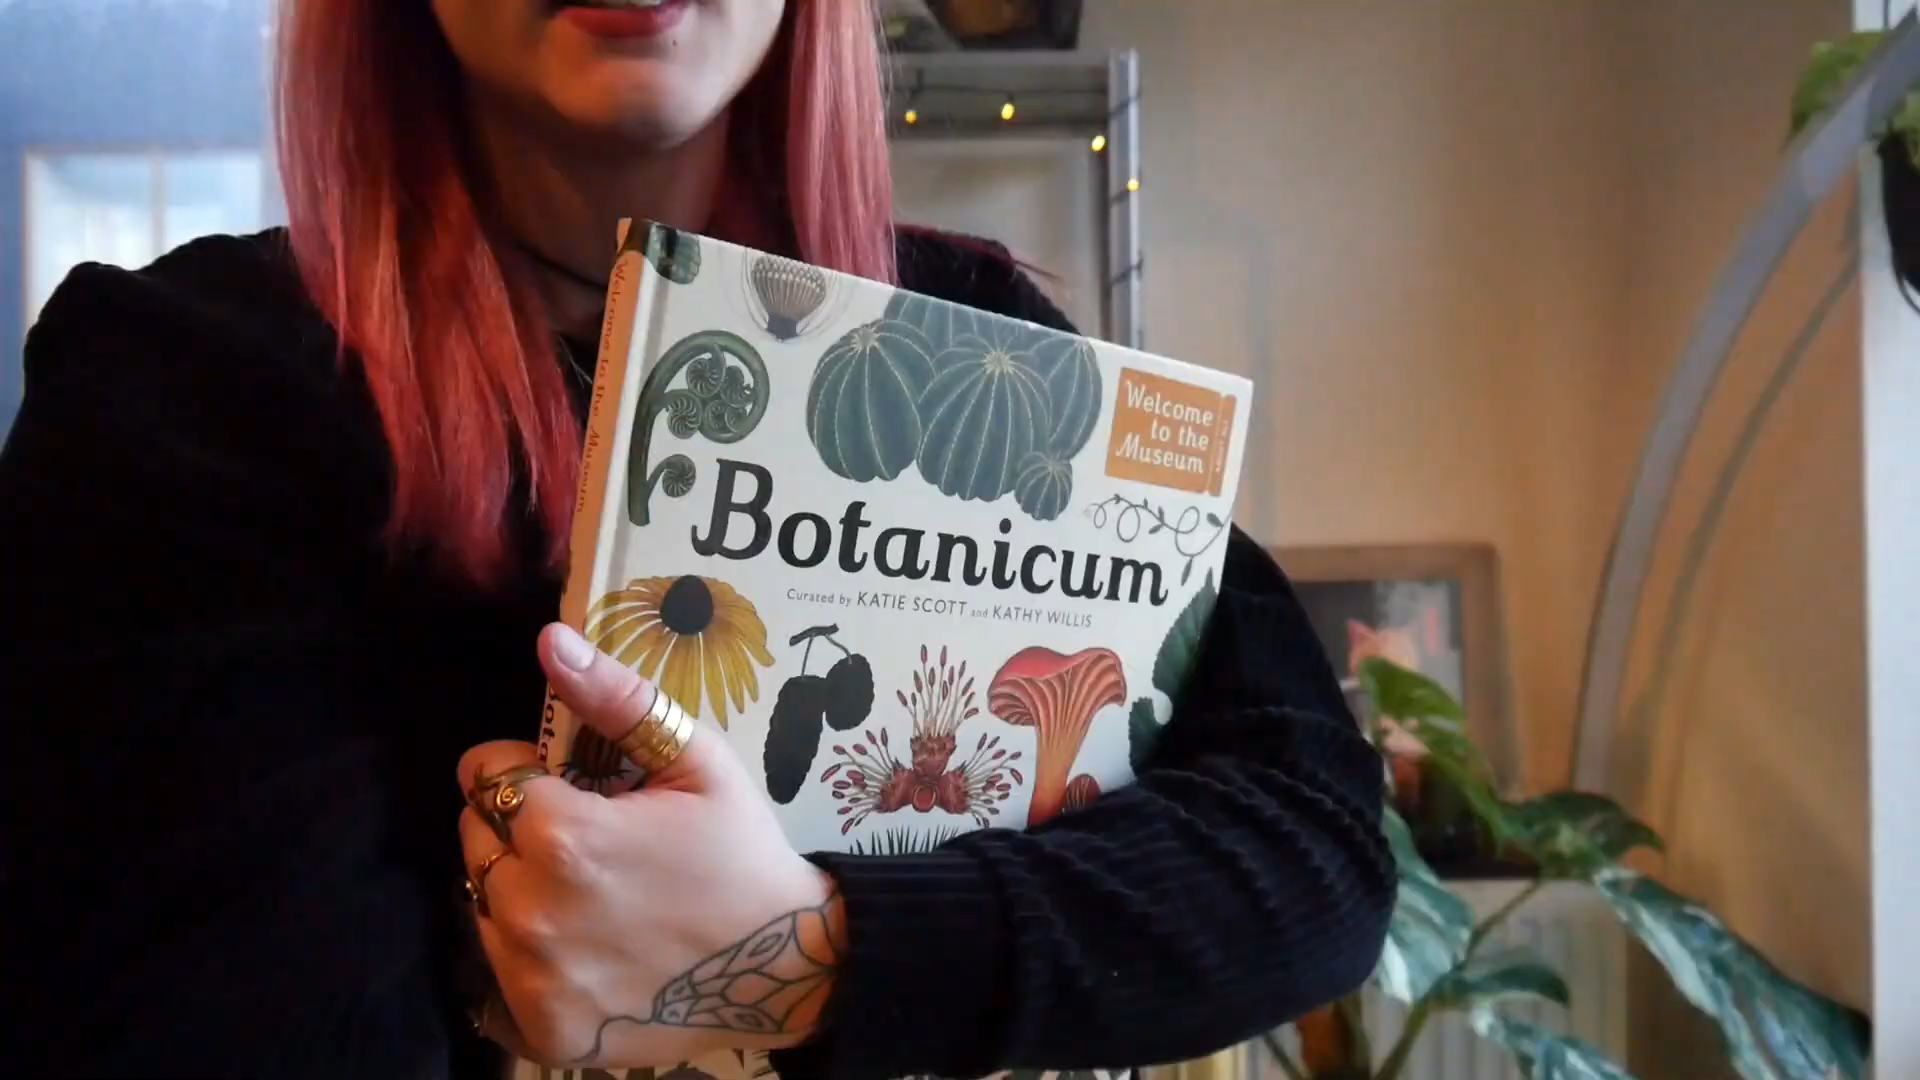 Welcome
to the
Museum
Botanicum
Curated by KATIE SCOTT and KATHY WILLIS
Welcome to the Museum